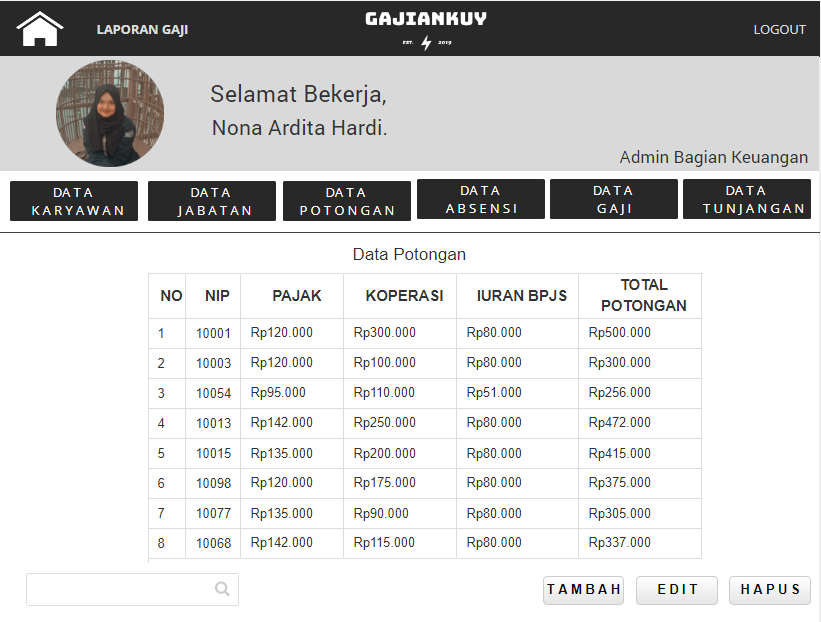 LAPORAN GAJI
GAJIANKUY
EST. 2019
LOGOUT
Selamat Bekerja,
Nona Ardita Hardi.
Admin Bagian Keuangan
DATA KARYAWAN
DATA JABATAN
DATA POTONGAN
DATA ABSENSI
DATA GAJI
DATA TUNJANGAN
Data Potongan
NO NIP PAJAK KOPERASI IURAN BPJS TOTAL POTONGAN
1 10001 Rp120.000 Rp300.000 Rp80.000 Rp500.000
2 10003 Rp120.000 Rp100.000 Rp80.000 Rp300.000
3 10054 Rp95.000 Rp110.000 Rp51.000 Rp256.000
4 10013 Rp142.000 Rp250.000 Rp80.000 Rp472.000
5 10015 Rp135.000 Rp200.000 Rp80.000 Rp415.000
6 10098 Rp120.000 Rp175.000 Rp80.000 Rp375.000
7 10077 Rp135.000 Rp90.000 Rp80.000 Rp305.000
8 10068 Rp142.000 Rp115.000 Rp80.000 Rp337.000
TAMBAH
EDIT
HAPUS